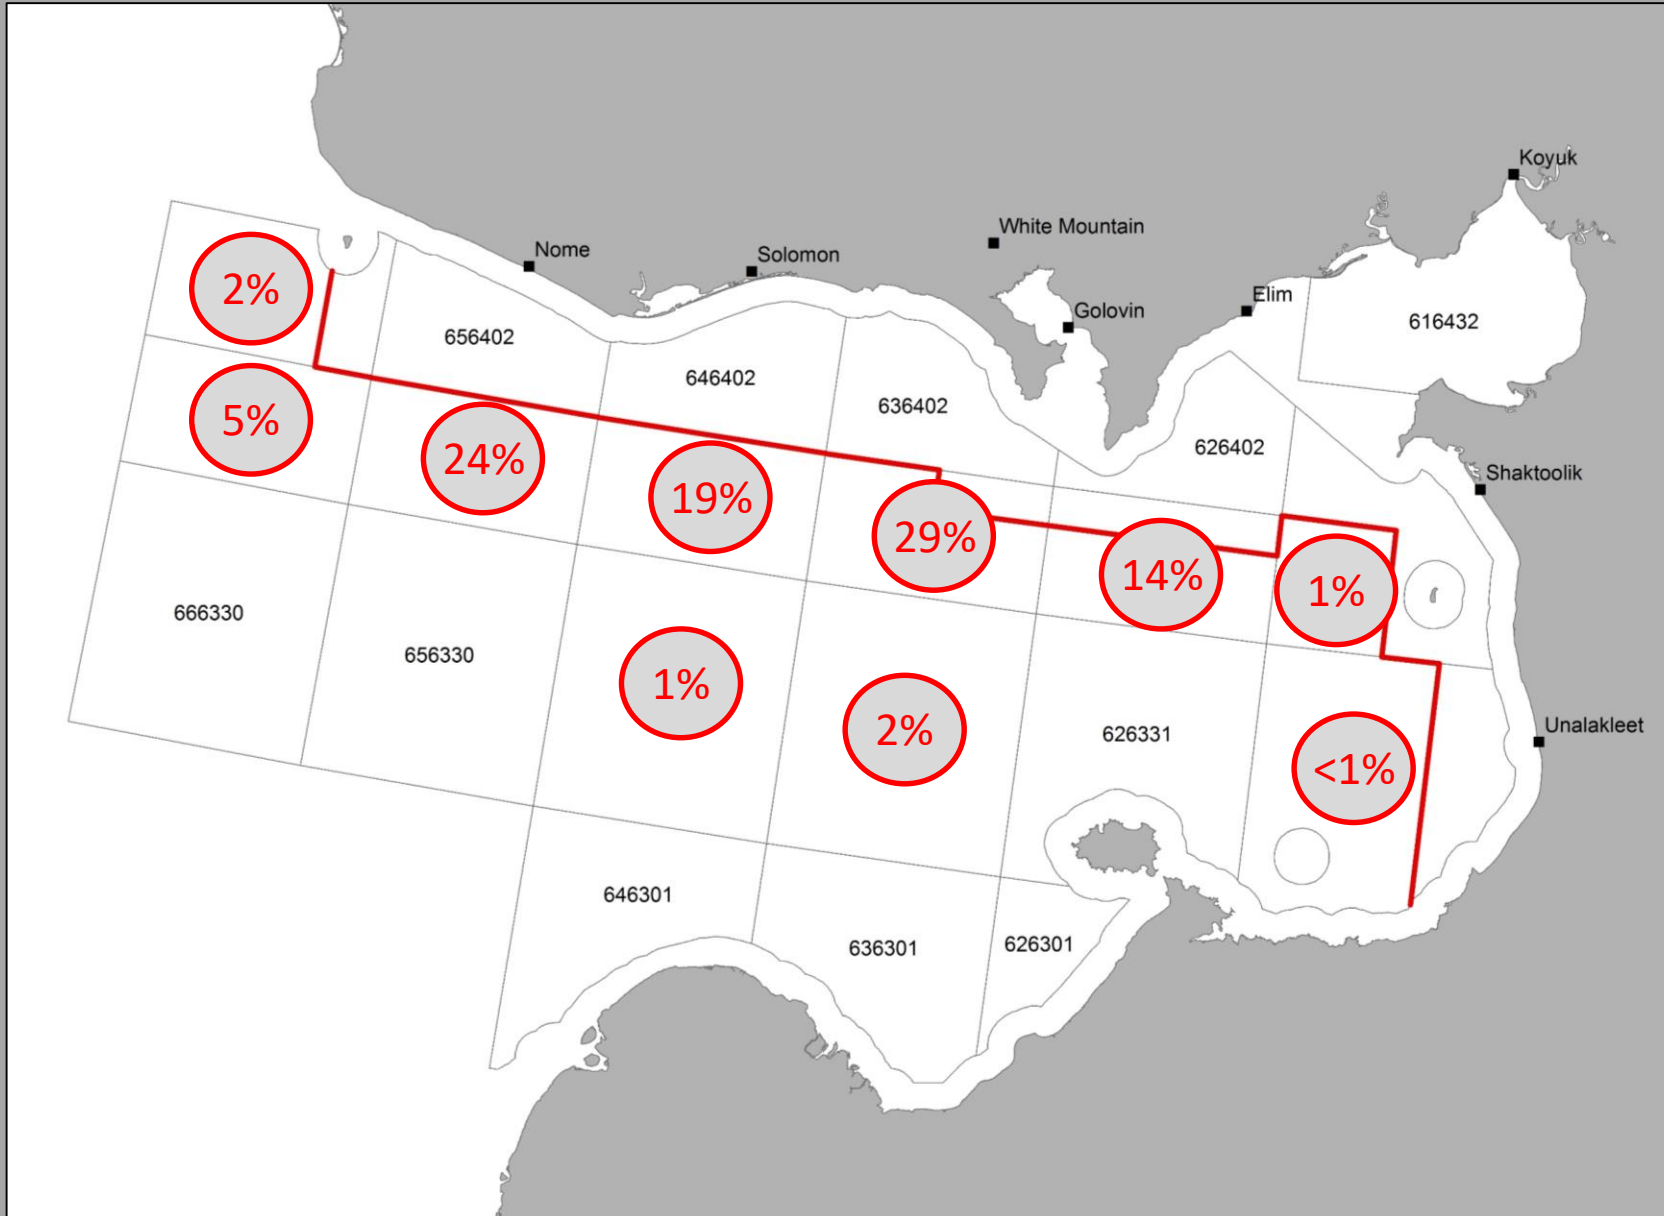 Koyuk
White Mountain
Nome
Solomon
Elim
Golovin
2%
616432
656402
646402
636402
5%
626402
24%
Shaktoolik
19%
29%
14%
1%
666330
656330
1%
2%
626331
Unalakleet
<1%
646301
636301
626301